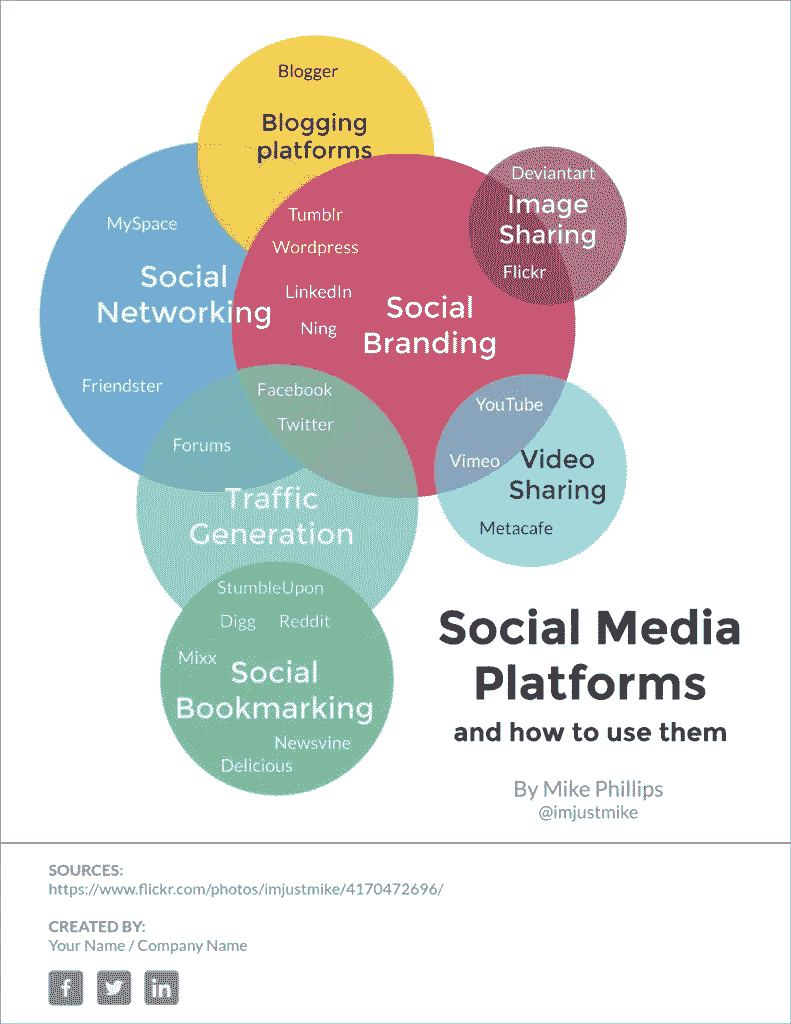 Blogger
Blogging
platforms
Deviantart
Image
Sharing
Flickr
MySpace
Tumblr
Wordpress
Social
Networking
LinkedIn
Ning
Social
Branding
Friendster
Facebook
Twitter
Forums
YouTube
Vimeo
Video
Sharing
Metacafe
Traffic
Generation
StumbleUpon
Digg Reddit
Mixx
Social
Bookmarking
Newsvine
Delicious
Social Media
Platforms
and how to use them
By Mike Phillips
@imjustmike
SOURCES:
https://www.flickr.com/photos/imjustmike/4170472696/
CREATED BY:
Your Name / Company Name
f
in